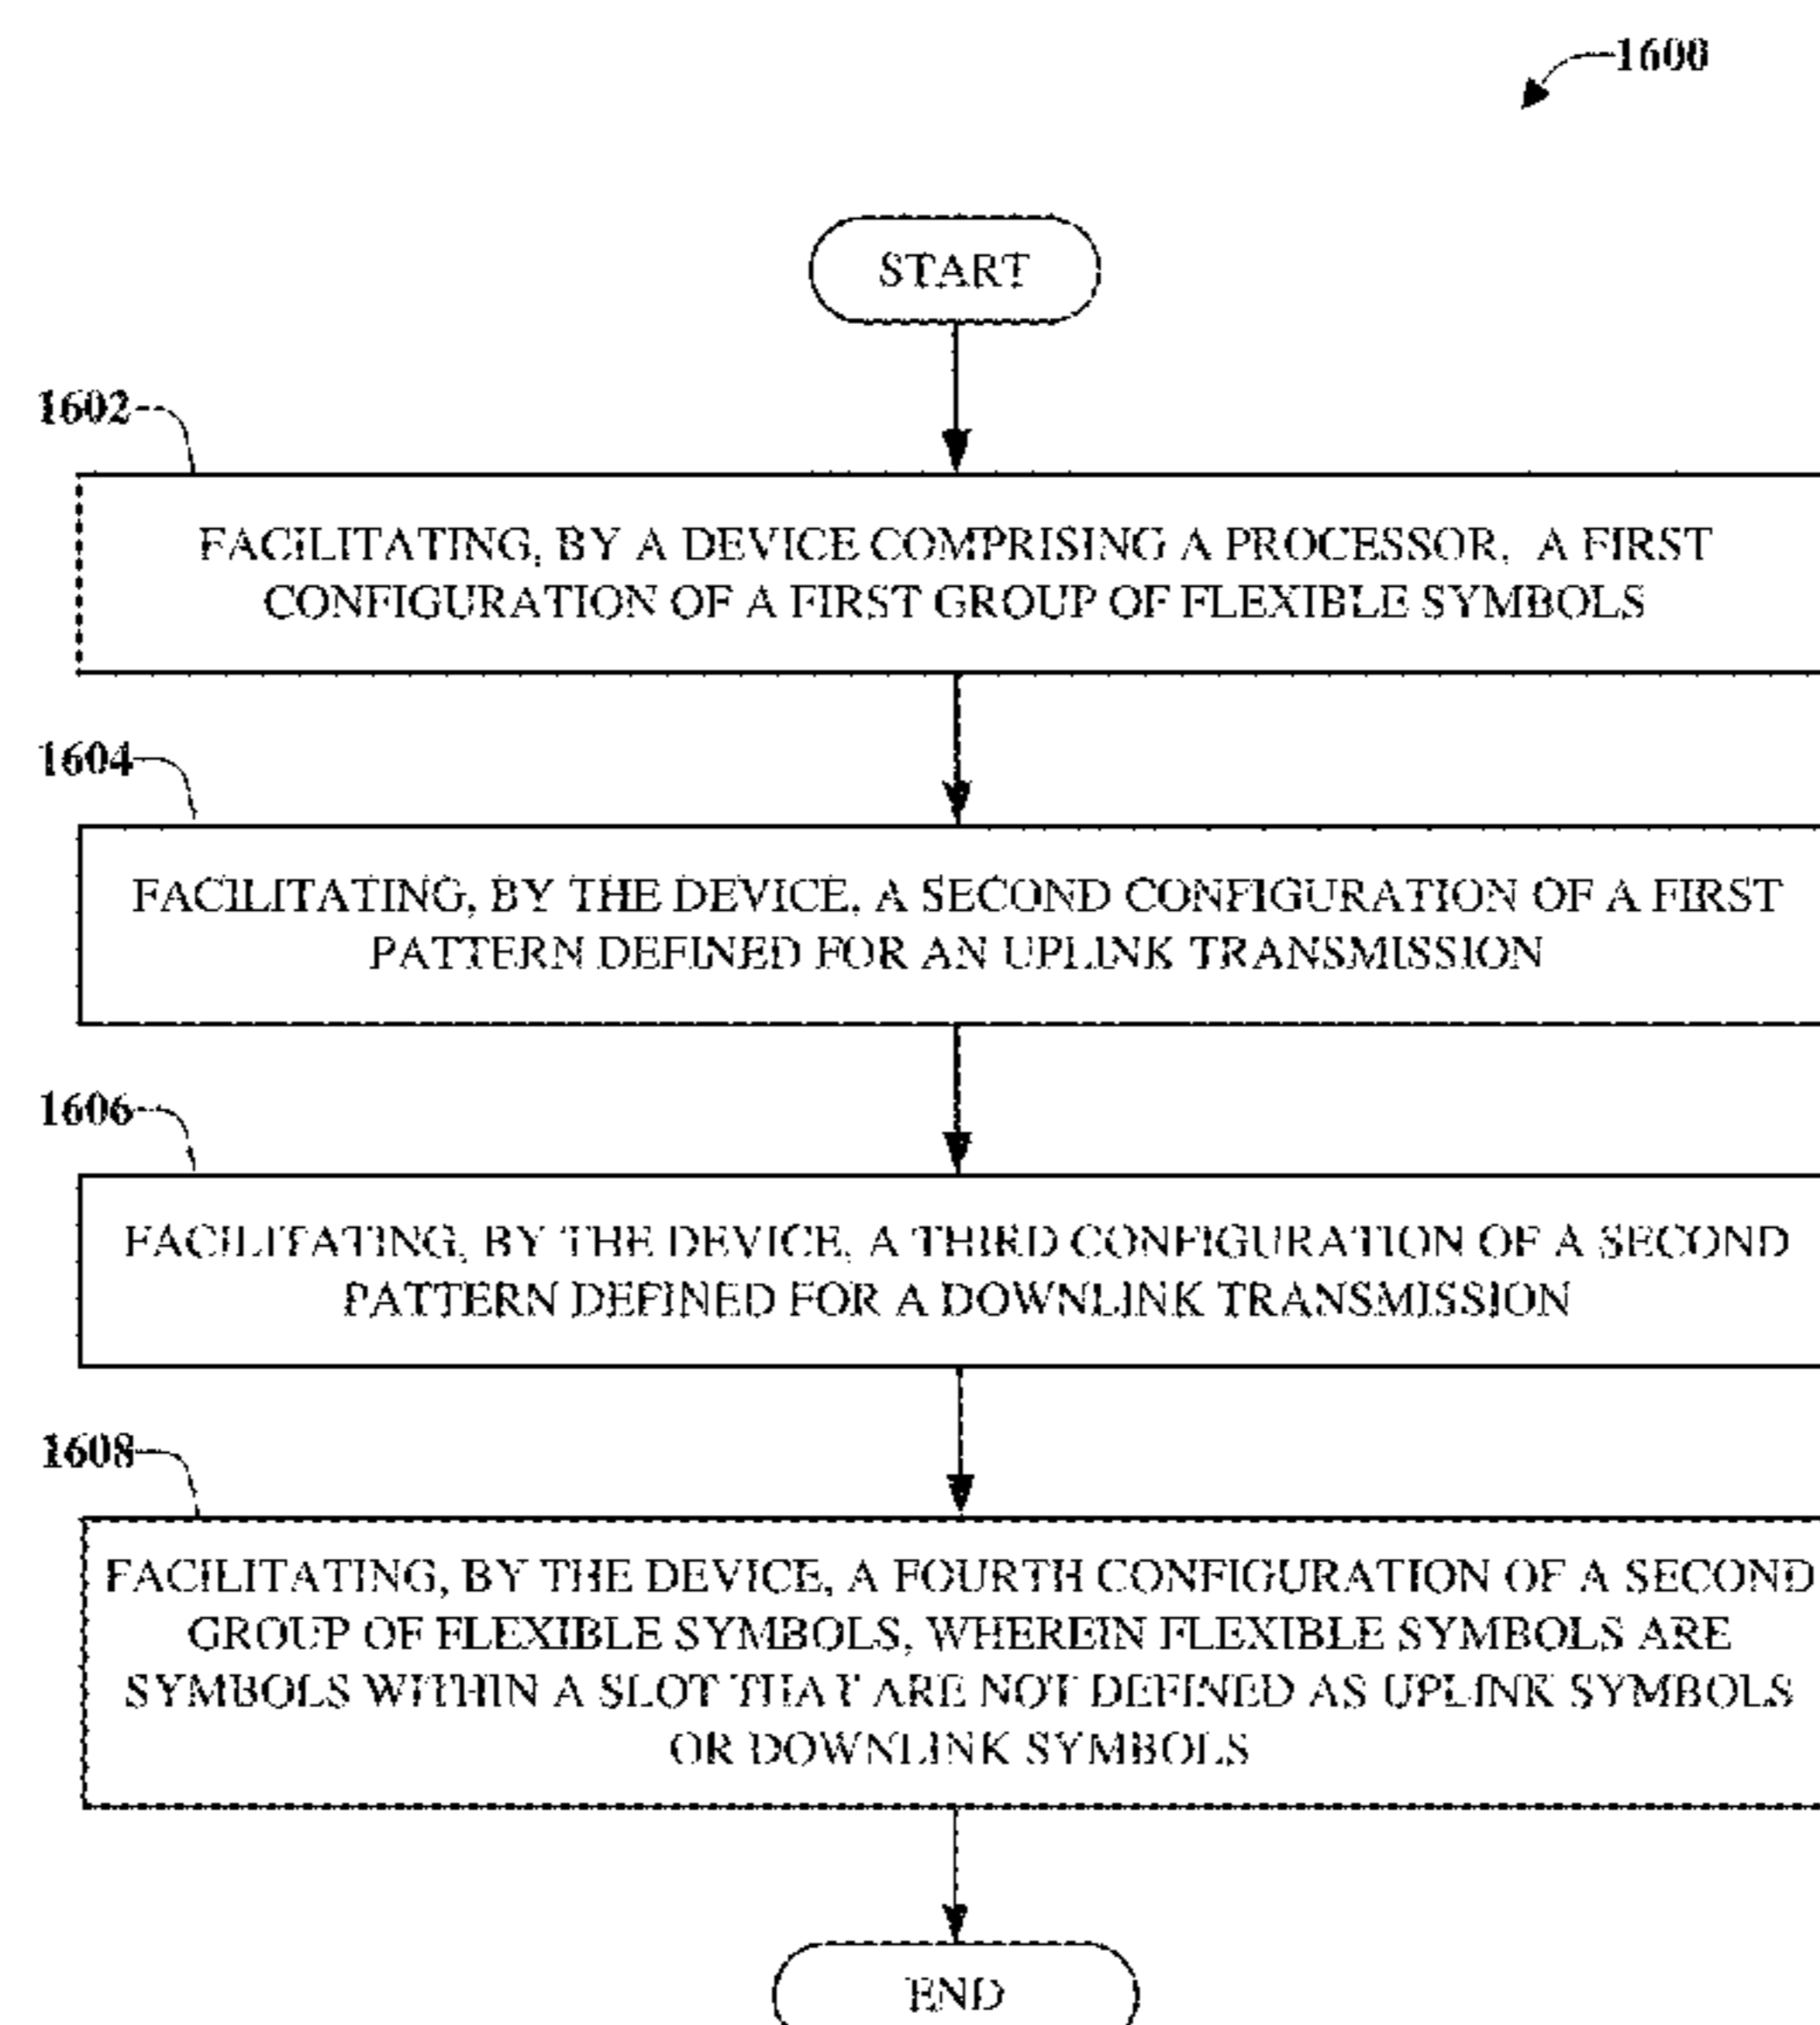 1600
START
1602
FACILITATING, BY A DEVICE COMPRISING A PROCESSOR, A FIRST
CONFIGURATION OF A FIRST GROUP OF FLEXIBLE SYMBOLS
1604
FACILITATING, BY THE DEVICE, A SECOND CONFIGURATION OF A FIRST
PATTERN DEFINED FOR AN UPLINK TRANSMISSION
1606
FACILITATING, BY THE DEVICE, A THIRD CONFIGURATION OF A SECOND
PATTERN DEFINED FOR A DOWNLINK TRANSMISSION
1608
FACILITATING, BY THE DEVICE, A FOURTH CONFIGURATION OF A SECOND
GROUP OF FLEXIBLE SYMBOLS, WHEREIN FLEXIBLE SYMBOLS ARE
SYMBOLS WITHIN A SLOT THAT ARE NOT DEFINED AS UPLINK SYMBOLS
OR DOWNLINK SYMBOLS
END